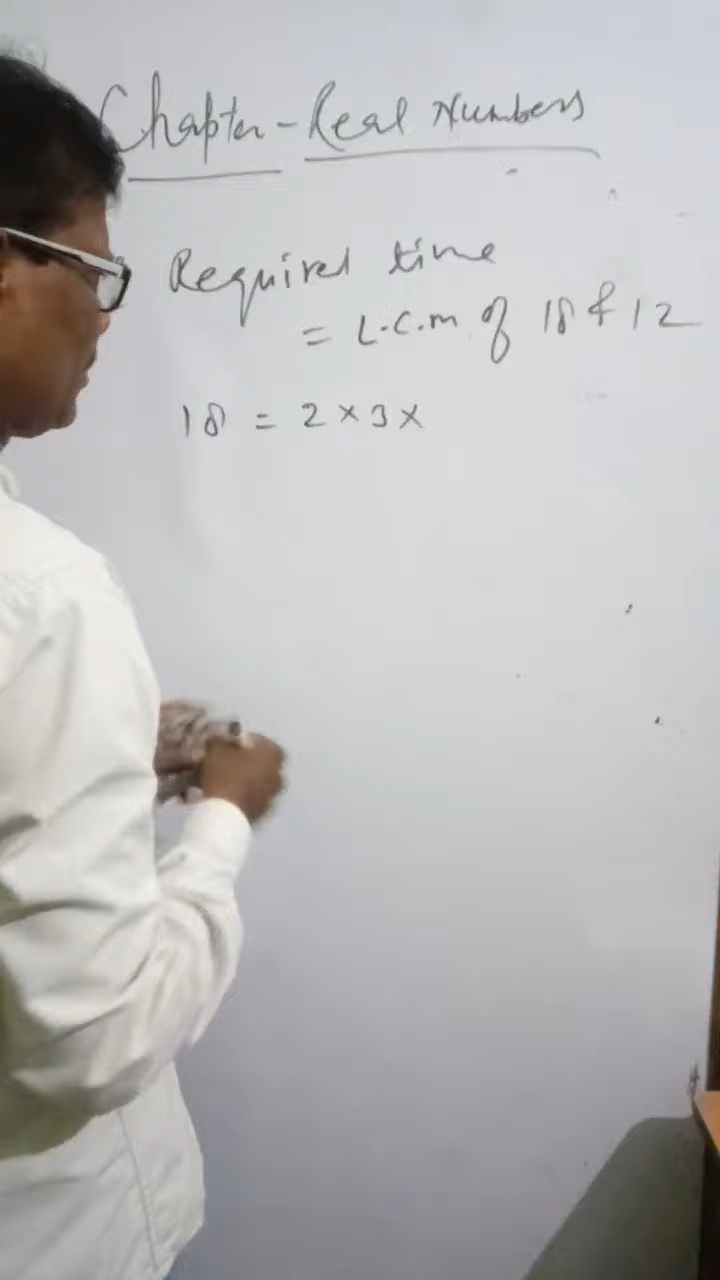 Chapter - Real Numbers
Required time
= L.C.M of 18 & 12
18 = 2 × 3 ×